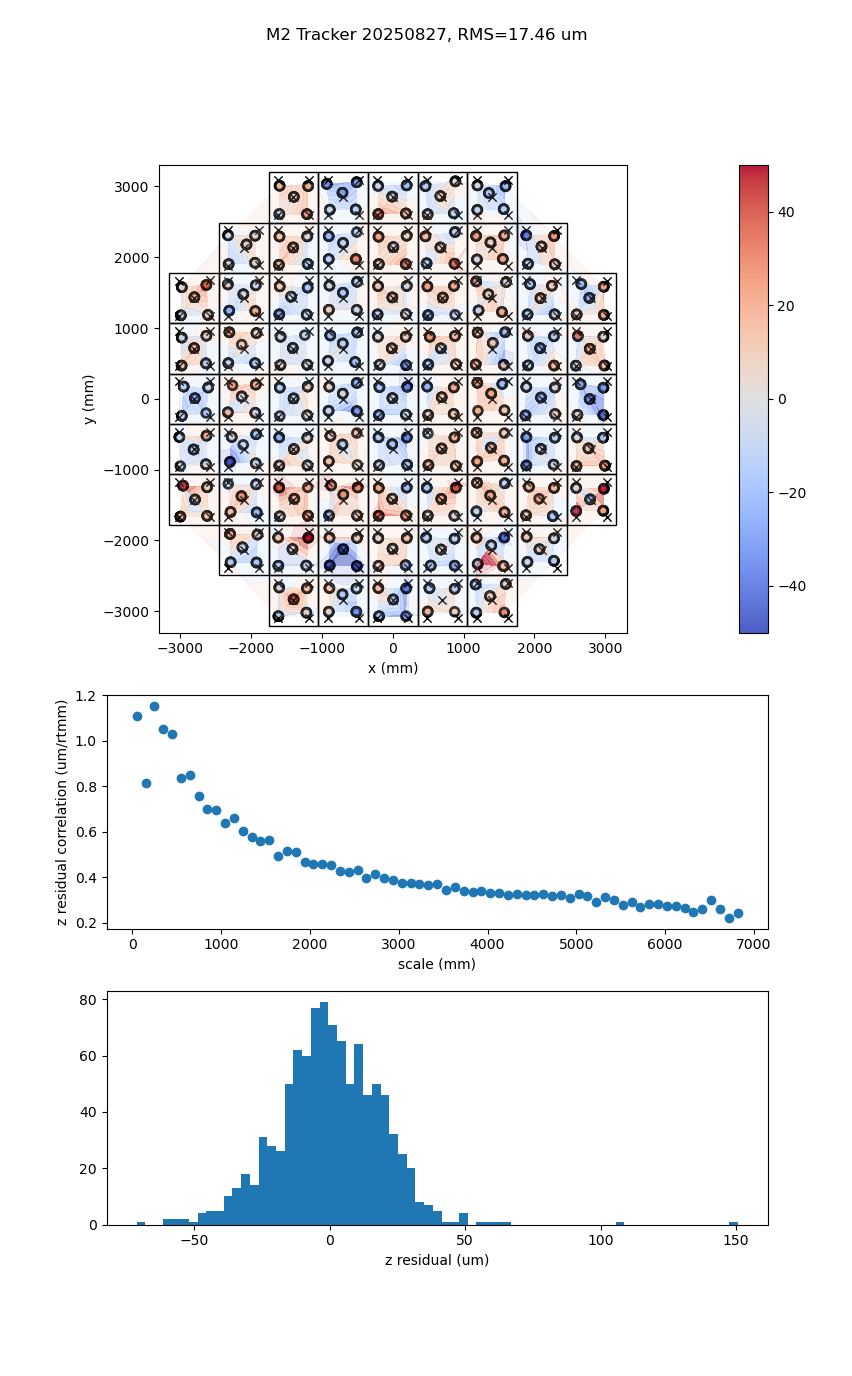 M2 Tracker 20250827, RMS=17.46 um
3000
2000
1000
0
−1000
−2000
−3000
y (mm)
−3000 −2000 −1000 0 1000 2000 3000
x (mm)
40
20
0
−20
−40
1.2
1.0
0.8
0.6
0.4
0.2
z residual correlation (um/rtmm)
0 1000 2000 3000 4000 5000 6000 7000
scale (mm)
80
60
40
20
0
−50 0 50 100 150
z residual (um)